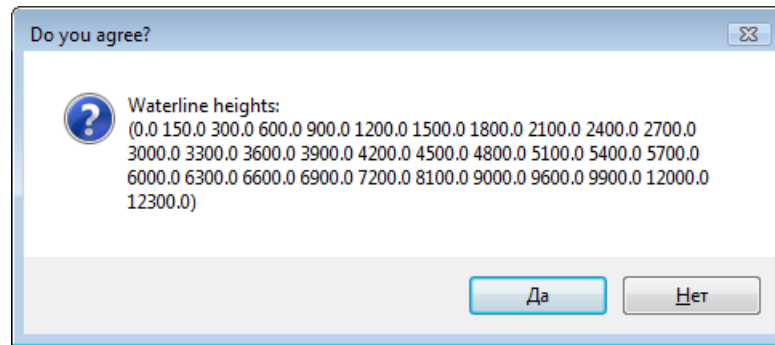 Do you agree?
Waterline heights:
(0.0 150.0 300.0 600.0 900.0 1200.0 1500.0 1800.0 2100.0 2400.0 2700.0
3000.0 3300.0 3600.0 3900.0 4200.0 4500.0 4800.0 5100.0 5400.0 5700.0
6000.0 6300.0 6600.0 6900.0 7200.0 8100.0 9000.0 9600.0 9900.0 12000.0
12300.0)
Да Нет